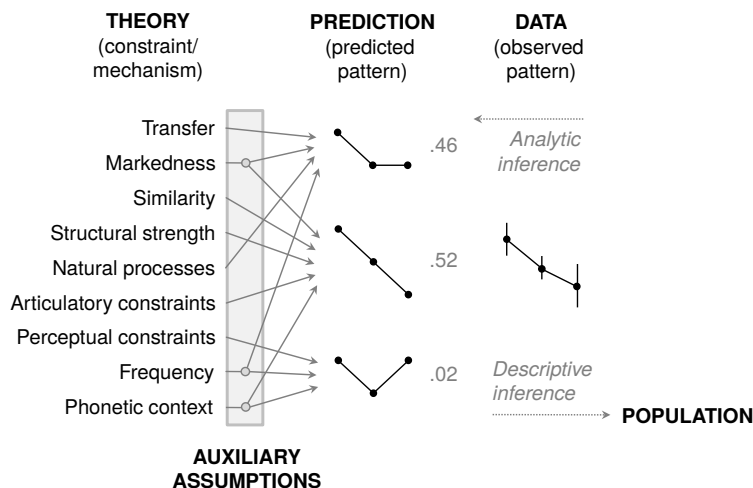 THEORY
(constraint/
mechanism)
PREDICTION
(predicted
pattern)
DATA
(observed
pattern)
Transfer
Markedness
Similarity
Structural strength
Natural processes
Articulatory constraints
Perceptual constraints
Frequency
Phonetic context
AUXILIARY
ASSUMPTIONS
.46
.52
.02
Analytic
inference
Descriptive
inference
POPULATION